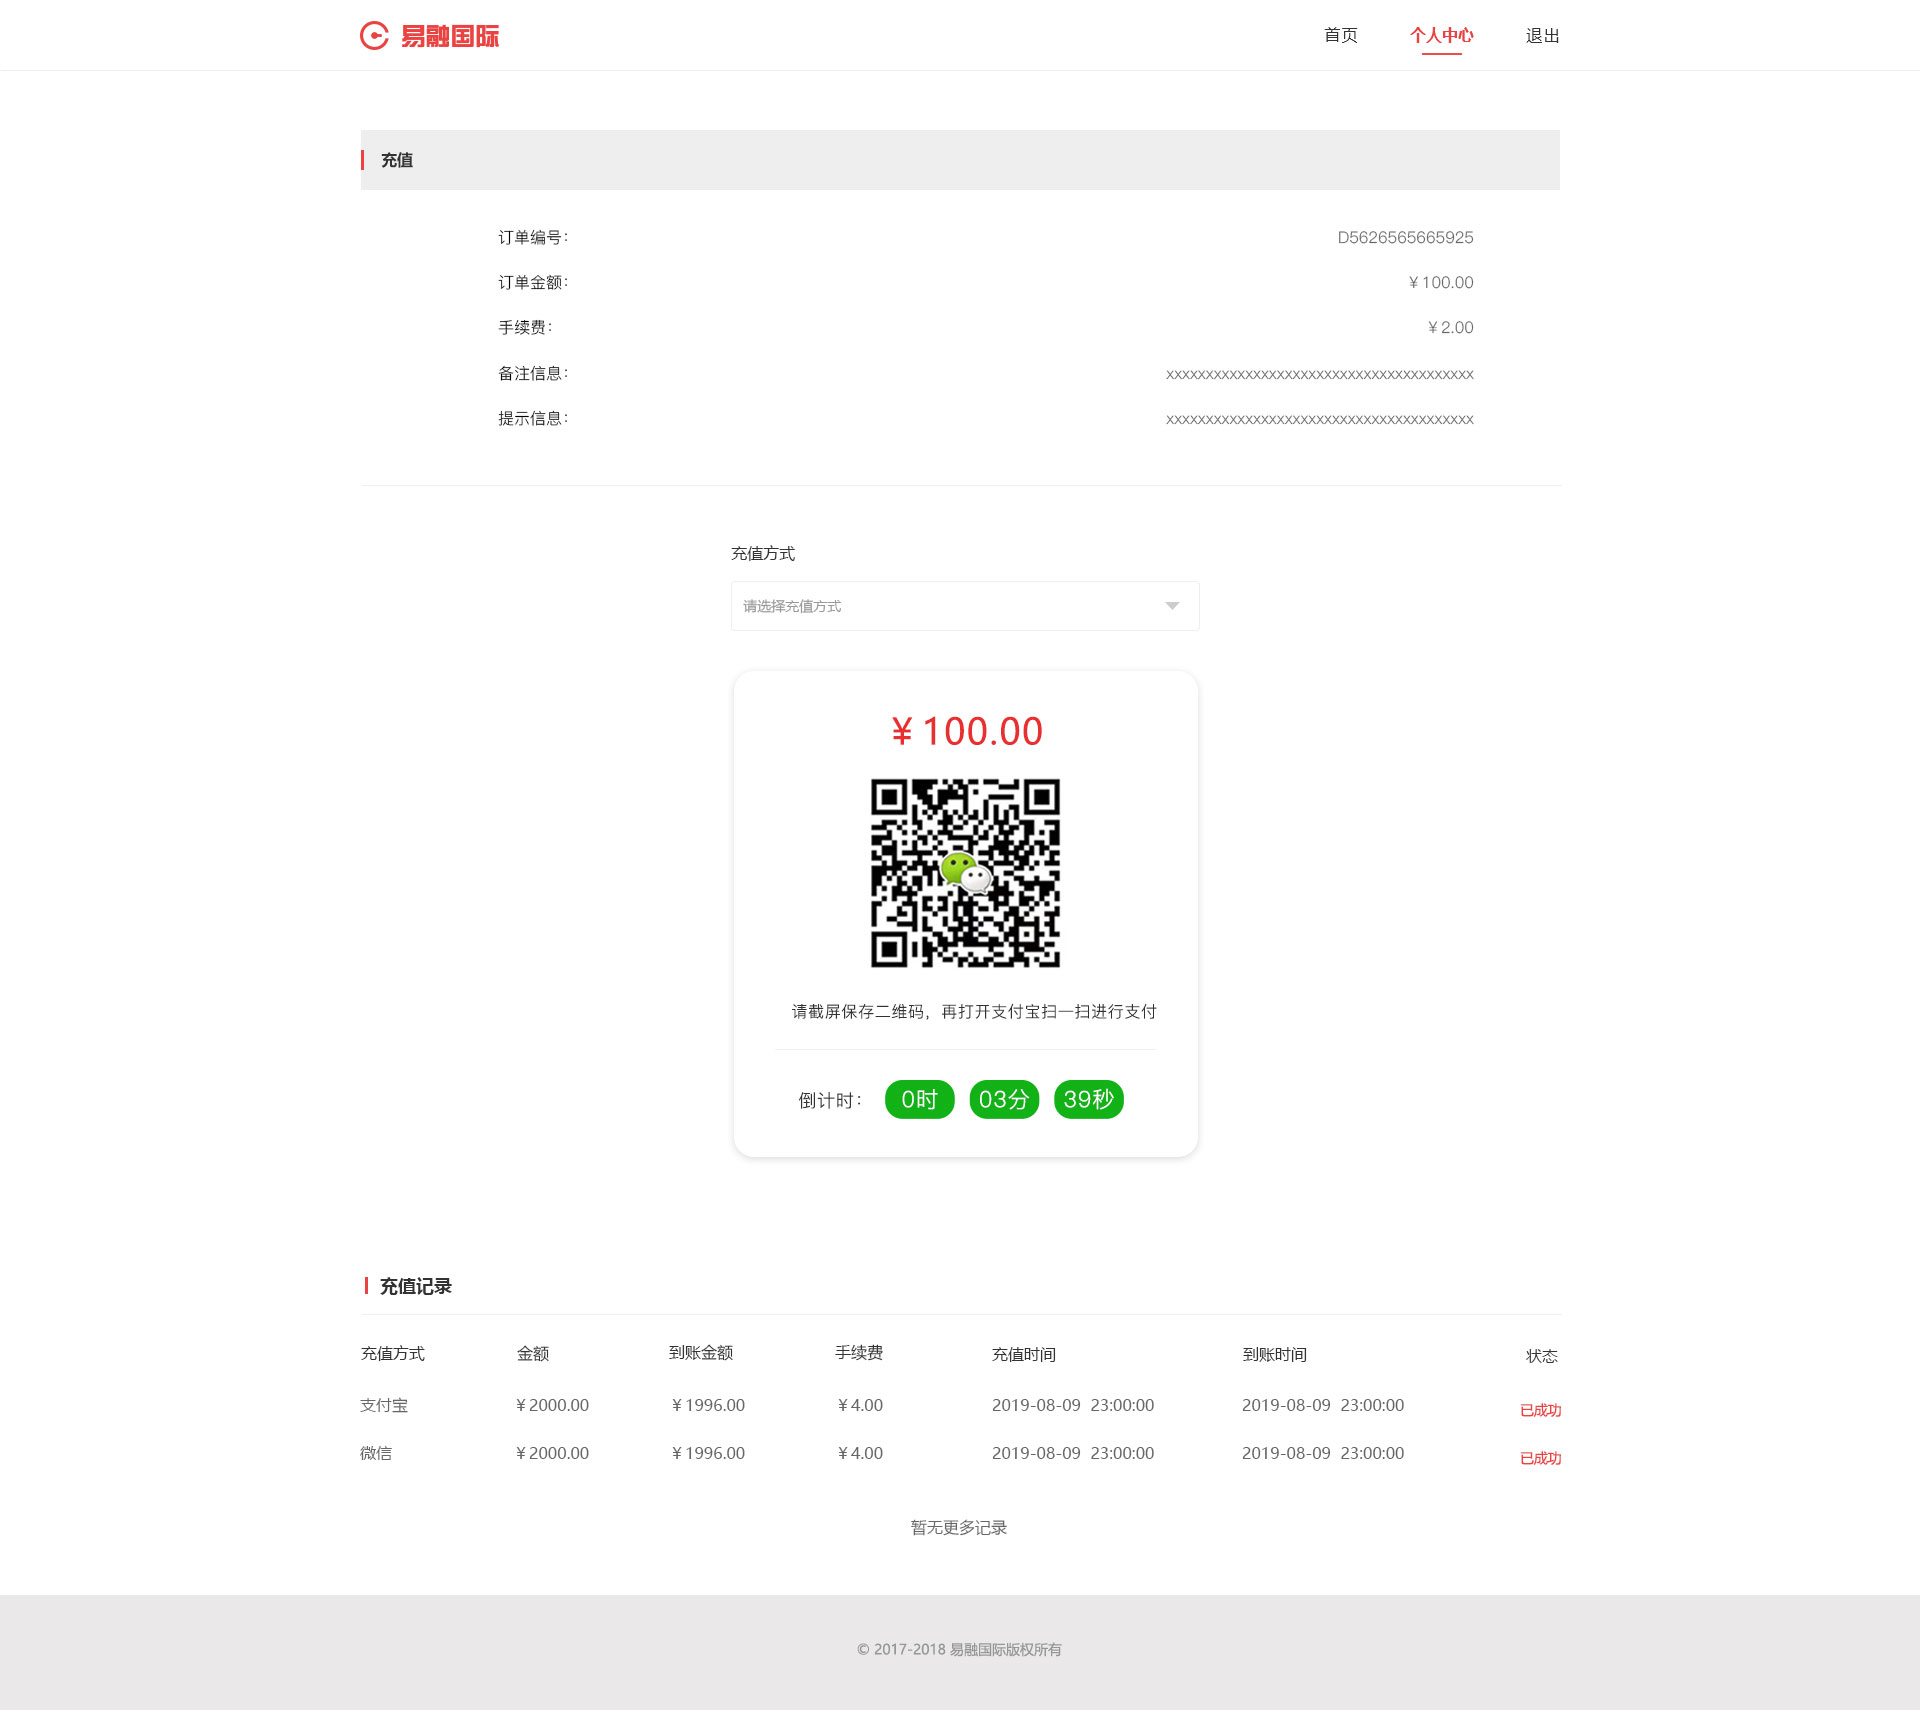 易融国际
首页 个人中心 退出
充值
订单编号： D5626565665925
订单金额： ¥100.00
手续费： ¥2.00
备注信息： xxxxxxxxxxxxxxxxxxxxxxxxxxxxxxxxxxxxxxx
提示信息： xxxxxxxxxxxxxxxxxxxxxxxxxxxxxxxxxxxxxxx
充值方式
请选择充值方式
¥100.00
请截屏保存二维码，再打开支付宝扫一扫进行支付
倒计时： 0时 03分 39秒
充值记录
充值方式 金额 到账金额 手续费 充值时间 到账时间 状态
支付宝 ¥2000.00 ¥1996.00 ¥4.00 2019-08-09 23:00:00 2019-08-09 23:00:00 已成功
微信 ¥2000.00 ¥1996.00 ¥4.00 2019-08-09 23:00:00 2019-08-09 23:00:00 已成功
暂无更多记录
© 2017-2018 易融国际版权所有